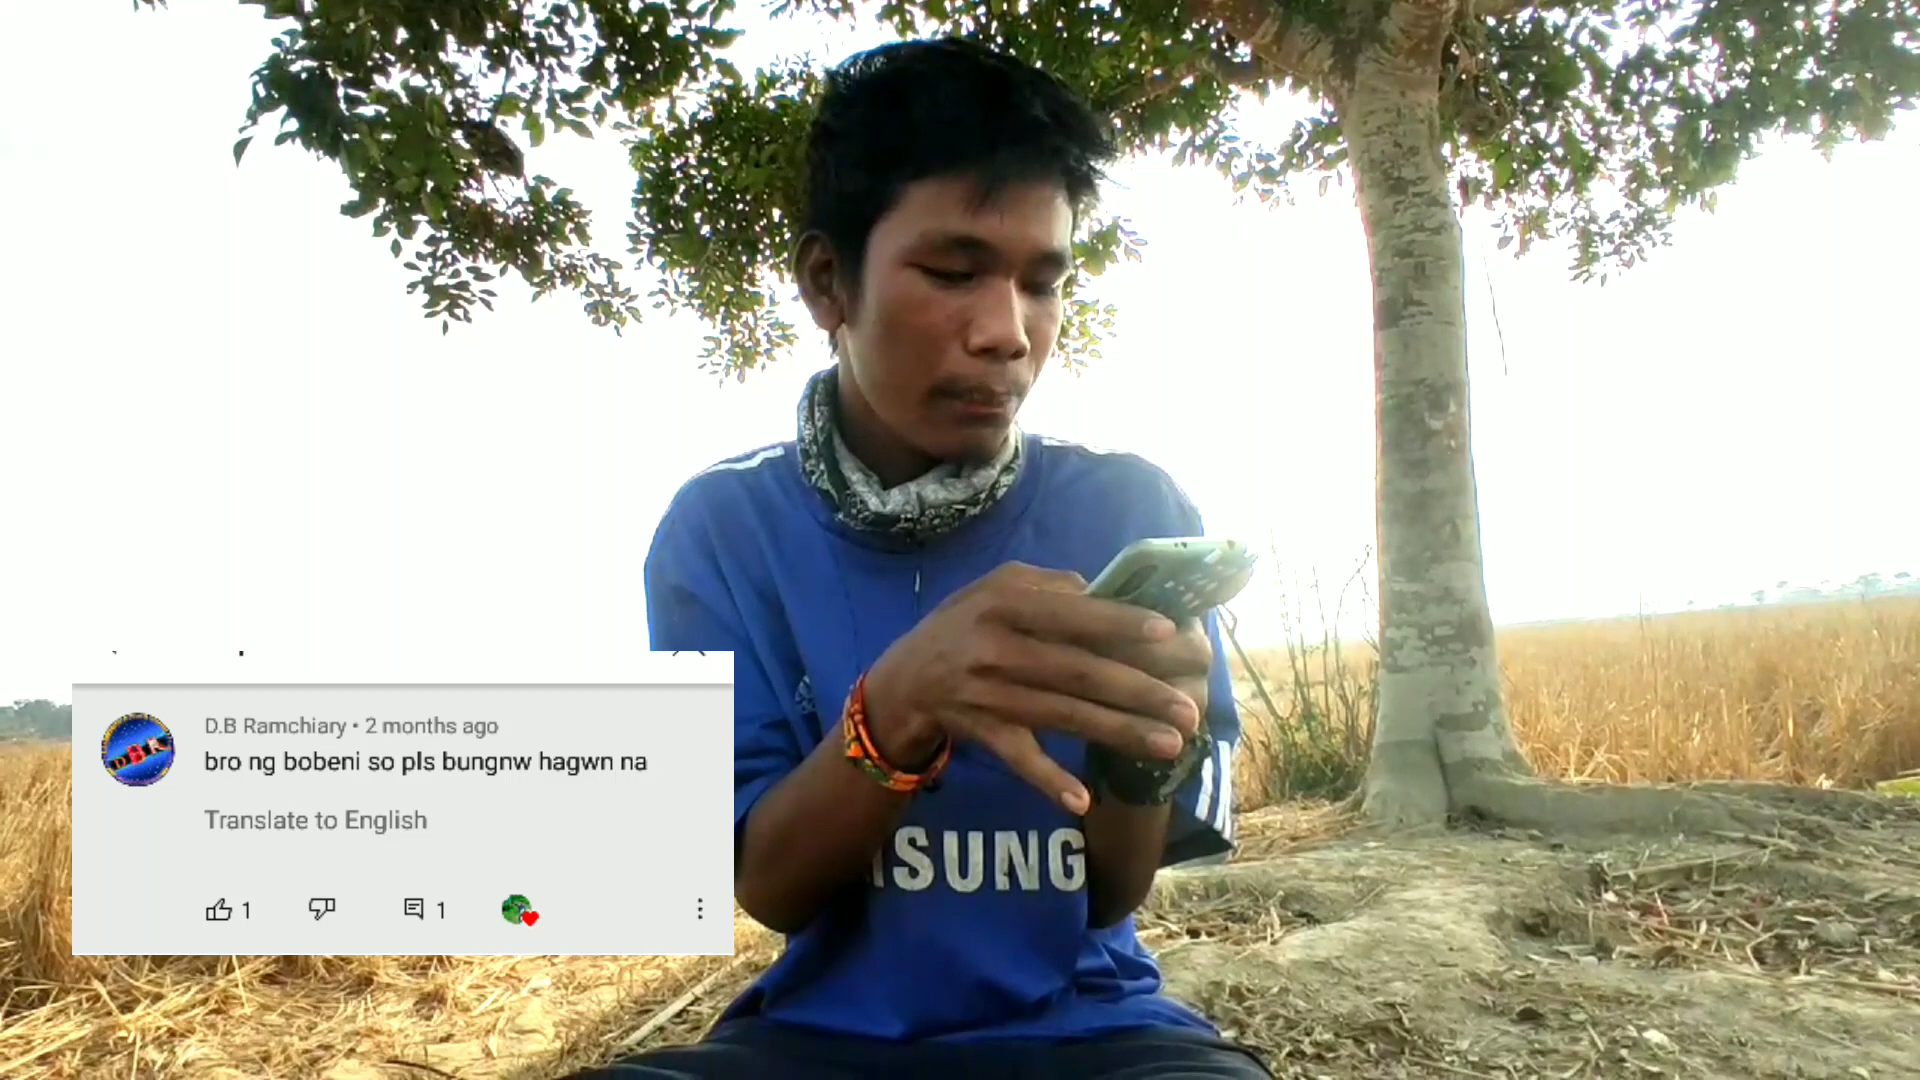 D.B Ramchiary • 2 months ago
bro ng bobeni so pls bungnw hagwn na
Translate to English
1
1
SUNG